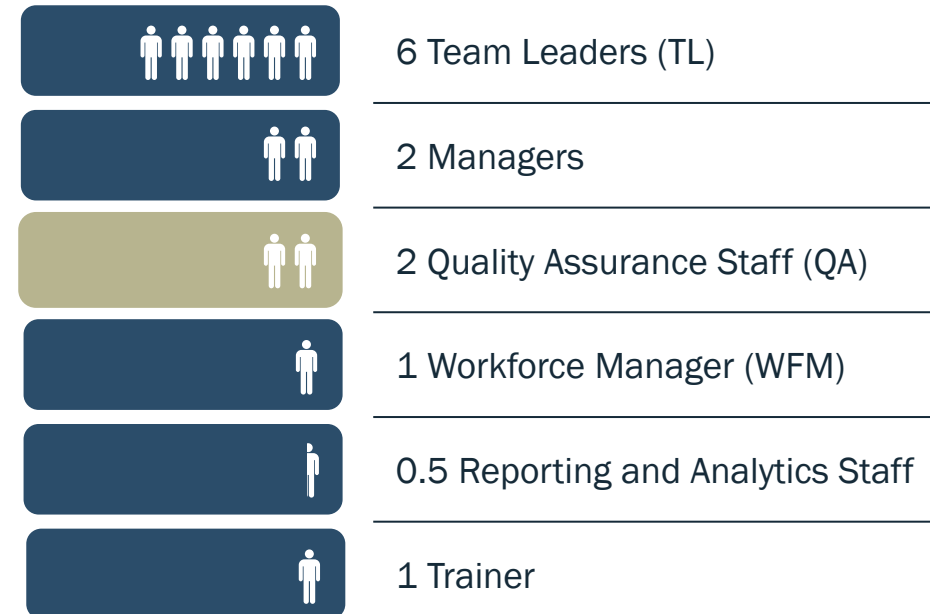 6 Team Leaders (TL)
2 Managers
2 Quality Assurance Staff (QA)
1 Workforce Manager (WFM)
0.5 Reporting and Analytics Staff
1 Trainer